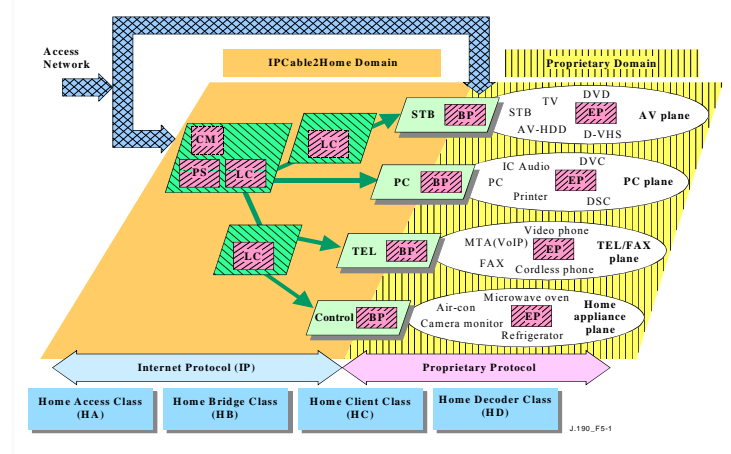 Access
Network
IPCable2Home Domain
Proprietary Domain
CM
PS
LC
LC
LC
STB
BP
STB
TV
DVD
EP
AV-HDD
D-VHS
AV plane
PC
BP
IC Audio
DVC
PC
EP
Printer
DSC
PC plane
TEL
BP
Video phone
MTA(VoIP)
EP
FAX
Cordless phone
TEL/FAX
plane
Control
BP
Microwave oven
Air-con
EP
Camera monitor
Refrigerator
Home
appliance
plane
Internet Protocol (IP)
Proprietary Protocol
Home Access Class
(HA)
Home Bridge Class
(HB)
Home Client Class
(HC)
Home Decoder Class
(HD)
J.190_F5-1